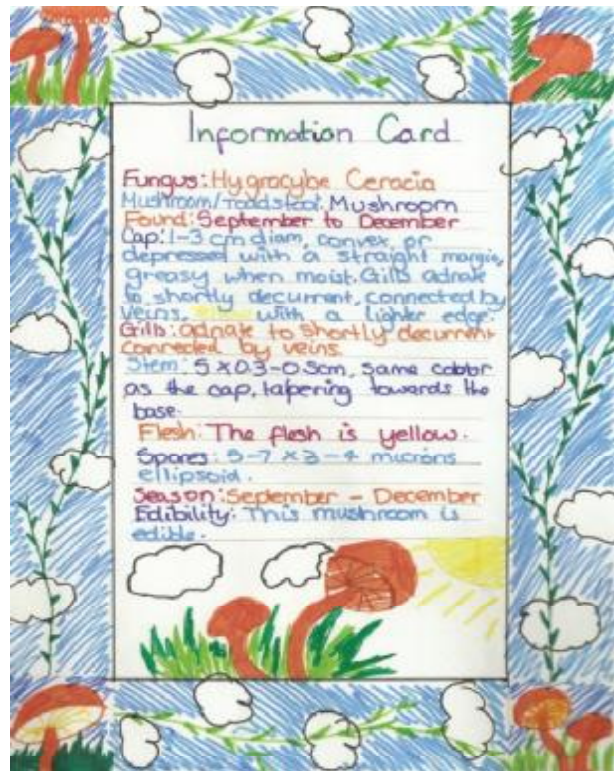 Information Card
Fungus: Hygrocybe Ceracia
Mushroom/Toadstool: Mushroom
Found: September to December
Cap: 1-3 cm diam, convex, or
depressed with a straight margin,
greasy when moist. Gills adnate
to shortly decurrent, connected by
veins, with a lighter edge.
Gills: adnate to shortly decurrent
connected by veins.
Stem: 5 x 0.3-0.5cm, same colour
as the cap, tapering towards the
base.
Flesh: The flesh is yellow.
Spores: 5-7 x 3-4 microns
ellipsoid.
Season: September - December
Edibility: This mushroom is
edible.